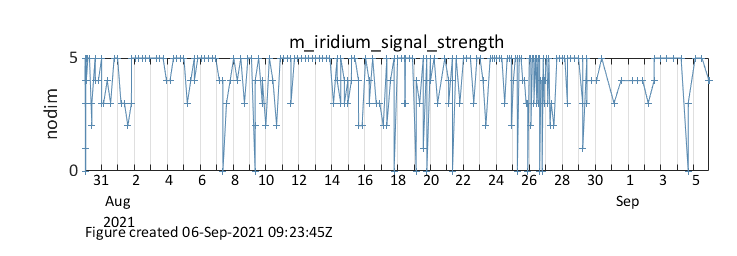 m_iridium_signal_strength
5
nodim
0
31 2 4 6 8 10 12 14 16 18 20 22 24 26 28 30 1 3 5
Aug Sep
2021
Figure created 06-Sep-2021 09:23:45Z